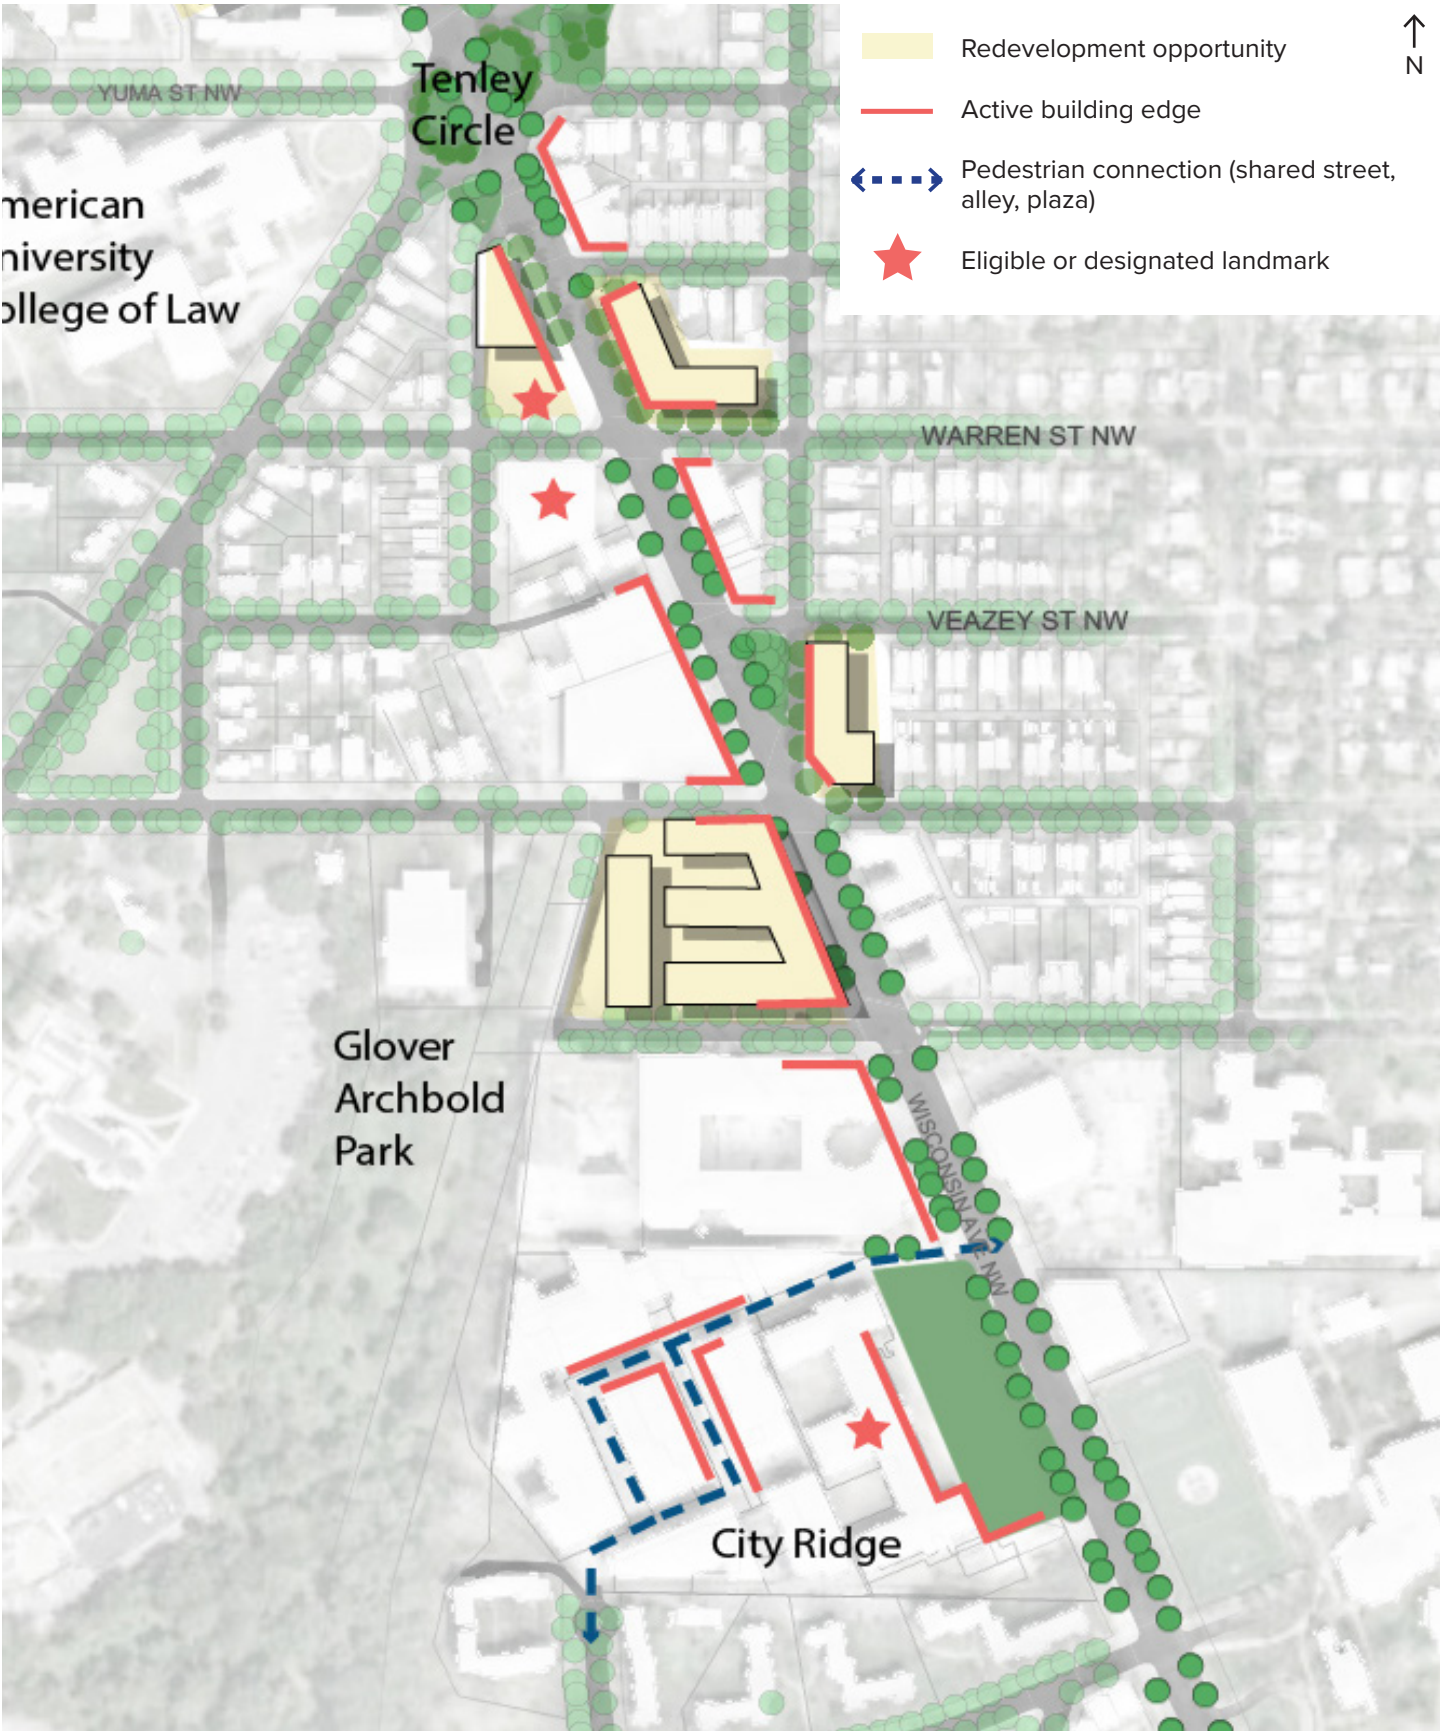 Redevelopment opportunity
Active building edge
Pedestrian connection (shared street,
alley, plaza)
Eligible or designated landmark
N
YUMA ST NW
Tenley
Circle
merican
niversity
ollege of Law
WARREN ST NW
VEAZEY ST NW
Glover
Archbold
Park
WISCONSIN AVE NW
City Ridge